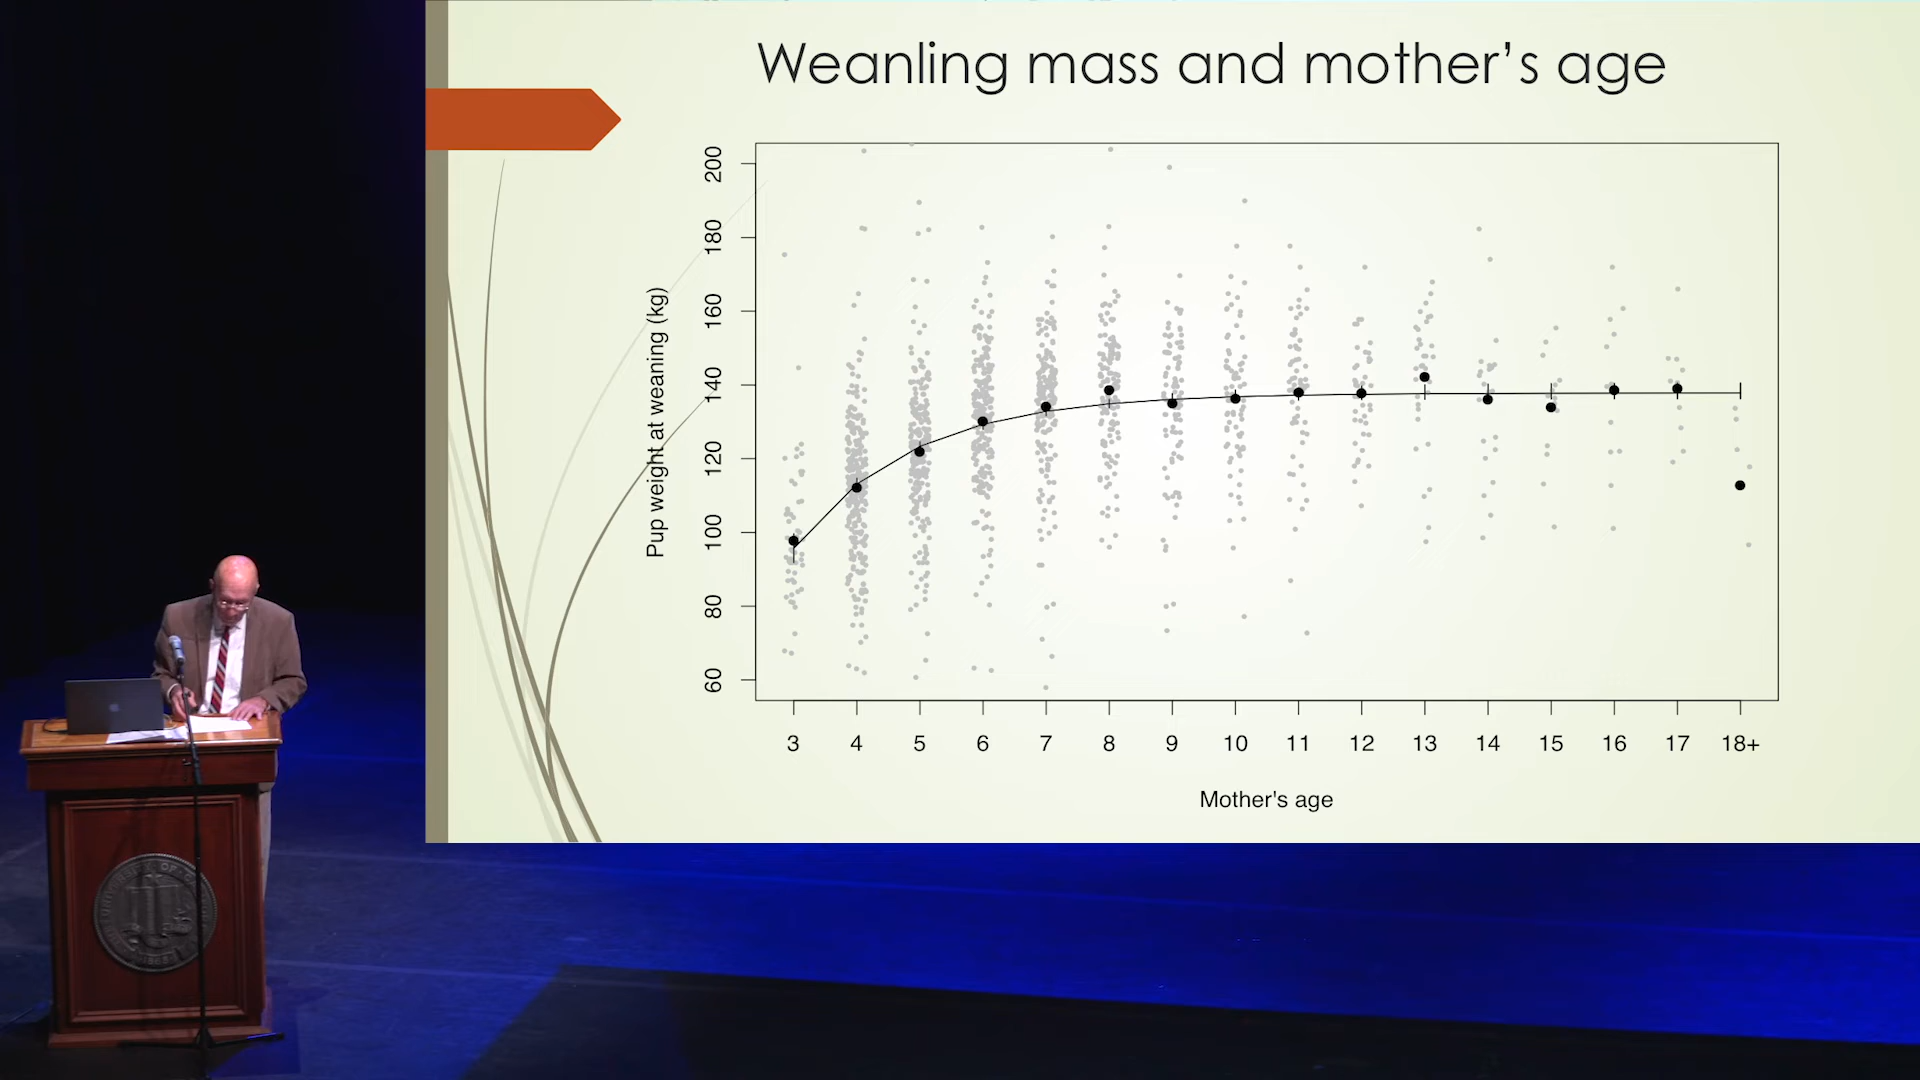 Weanling mass and mother's age
Pup weight at weaning (kg)
200
180
160
140
120
100
80
60
3 4 5 6 7 8 9 10 11 12 13 14 15 16 17 18+
Mother's age